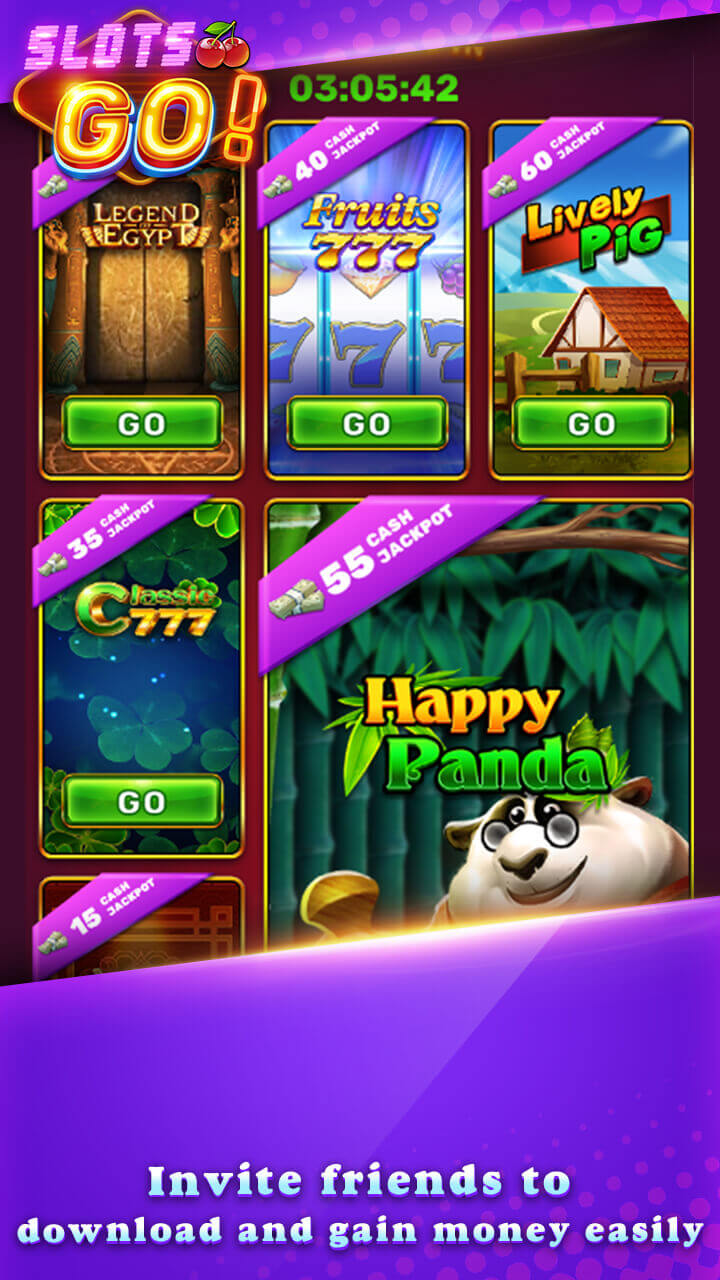 SLOTS
GO!
03:05:42
LEGEND
OF
EGYPT
GO
40 CASH
JACKPOT
Fruits
777
GO
60 CASH
JACKPOT
Lively
PiG
GO
35 CASH
JACKPOT
Classic
777
GO
55 CASH
JACKPOT
Happy
Panda
15 CASH
JACKPOT
Invite friends to
download and gain money easily